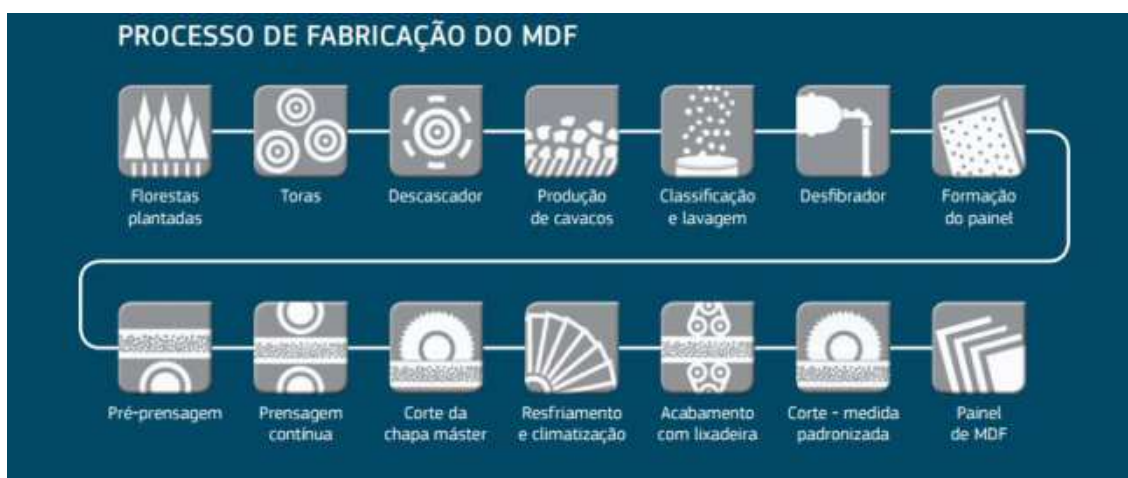 PROCESSO DE FABRICAÇÃO DO MDF
Florestas
plantadas
Toras
Descascador
Produção
de cavacos
Classificação
e lavagem
Desfibrador
Formação
do painel
Pré-prensagem
Prensagem
contínua
Corte da
chapa máster
Resfriamento
e climatização
Acabamento
com lixadeira
Corte - medida
padronizada
Painel
de MDF